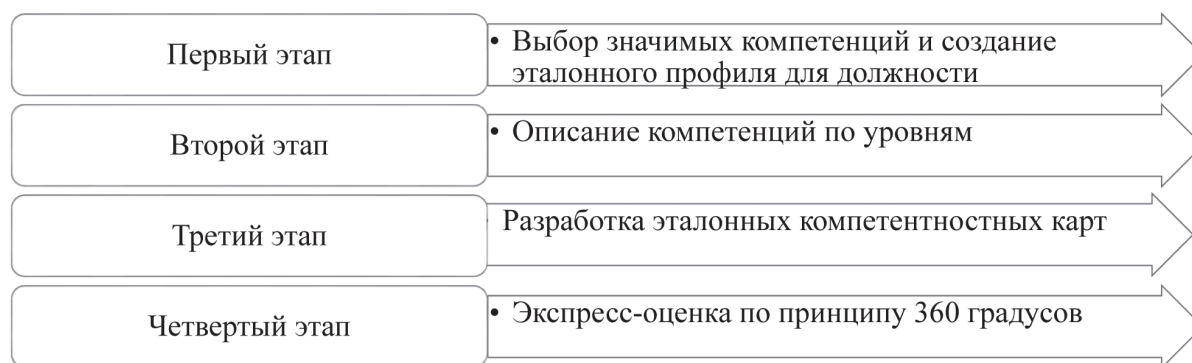 Первый этап
• Выбор значимых компетенций и создание
эталонного профиля для должности
Второй этап
• Описание компетенций по уровням
Третий этап
Разработка эталонных компетентностных карт
Четвертый этап
• Экспресс-оценка по принципу 360 градусов